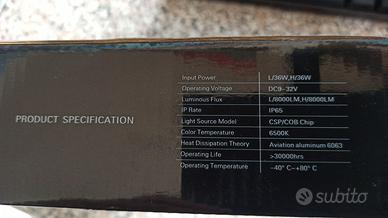 PRODUCT SPECIFICATION
Input Power L/36W,H/36W
Operating Voltage DC9-32V
Luminous Flux L/8000LM,H/8000LM
IP Rate IP65
Light Source Model CSP/COB Chip
Color Temperature 6500K
Heat Dissipation Theory Aviation aluminum 6063
Operating Life >30000hrs
Operating Temperature -40° C~+80° C
subito